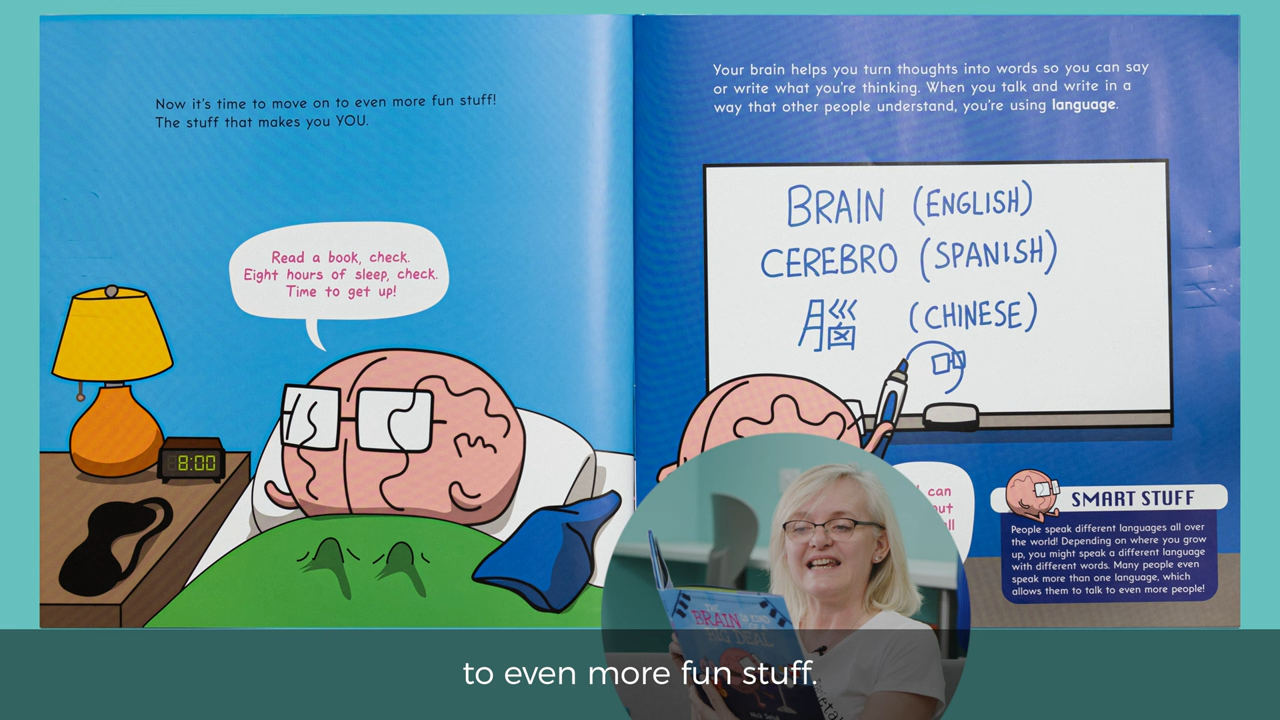 Now it's time to move on to even more fun stuff!
The stuff that makes you YOU.
Read a book, check.
Eight hours of sleep, check.
Time to get up!
8:00
Your brain helps you turn thoughts into words so you can say
or write what you're thinking. When you talk and write in a
way that other people understand, you're using language.
BRAIN (ENGLISH)
CEREBRO (SPANISH)
腦 (CHINESE)
can
SMART STUFF
People speak different languages all over
the world! Depending on where you grow
up, you might speak a different language
with different words. Many people even
speak more than one language, which
allows them to talk to even more people!
BRAIN
BIG DEAL
to even more fun stuff.